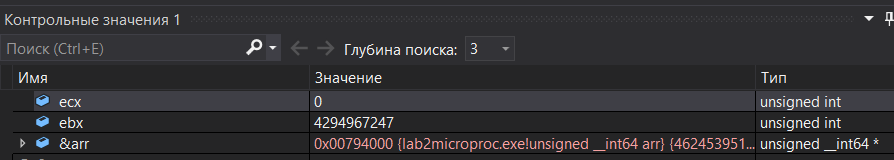 Контрольные значения 1
Поиск (Ctrl+E) Глубина поиска: 3
Имя Значение Тип
ecx 0 unsigned int
ebx 4294967247 unsigned int
&arr 0x00794000 {lab2microproc.exe!unsigned __int64 arr} {462453951... unsigned __int64 *